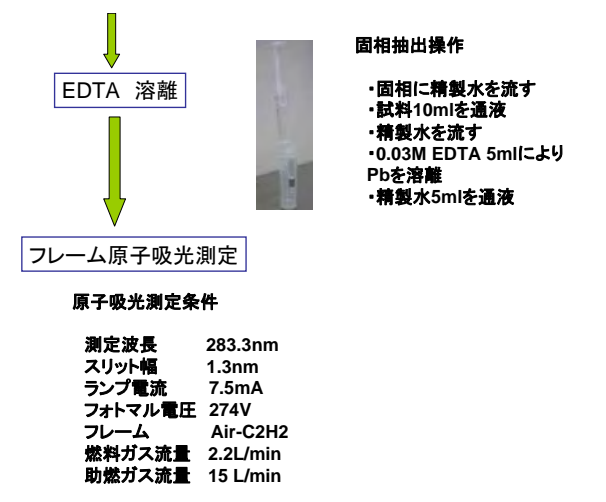 EDTA 溶離
固相抽出操作
・固相に精製水を流す
・試料10mlを通液
・精製水を流す
・0.03M EDTA 5mlにより
Pbを溶離
・精製水5mlを通液
フレーム原子吸光測定
原子吸光測定条件
測定波長 283.3nm
スリット幅 1.3nm
ランプ電流 7.5mA
フォトマル電圧 274V
フレーム Air-C2H2
燃料ガス流量 2.2L/min
助燃ガス流量 15 L/min